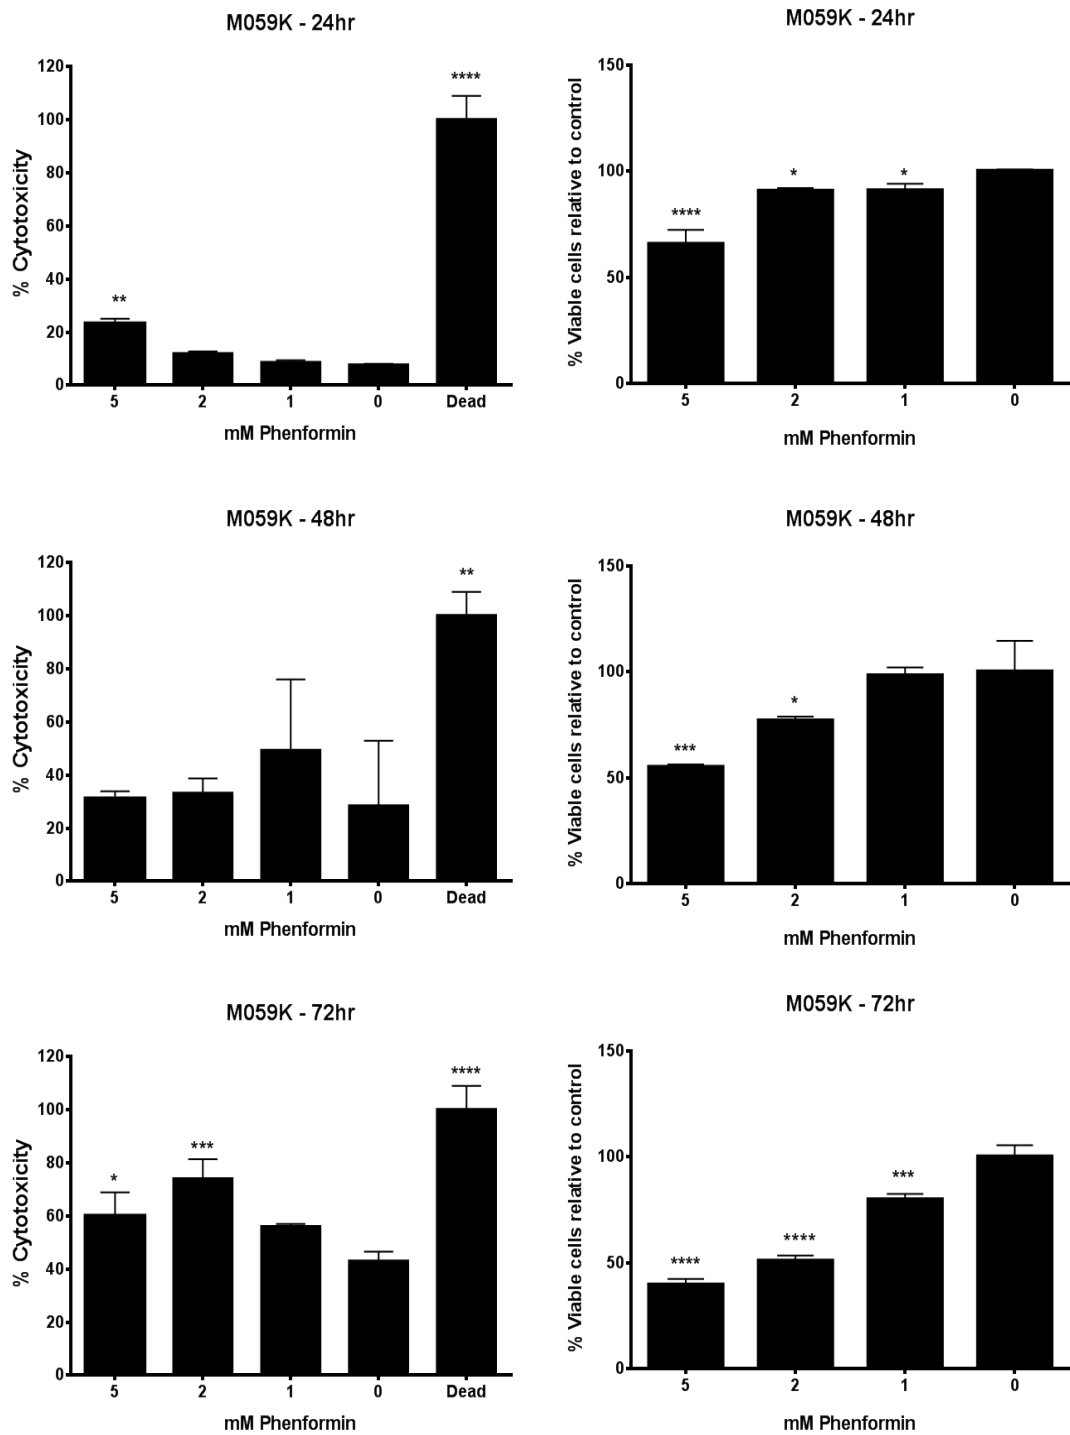 M059K - 24hr
% Cytotoxicity
120
100
80
60
40
20
0
**
****
5 2 1 0 Dead
mM Phenformin
M059K - 24hr
% Viable cells relative to control
150
100
50
0
****
*
*
5 2 1 0
mM Phenformin
M059K - 48hr
% Cytotoxicity
120
100
80
60
40
20
0
**
5 2 1 0 Dead
mM Phenformin
M059K - 48hr
% Viable cells relative to control
150
100
50
0
***
*
5 2 1 0
mM Phenformin
M059K - 72hr
% Cytotoxicity
120
100
80
60
40
20
0
*
***
****
5 2 1 0 Dead
mM Phenformin
M059K - 72hr
% Viable cells relative to control
150
100
50
0
****
****
***
5 2 1 0
mM Phenformin